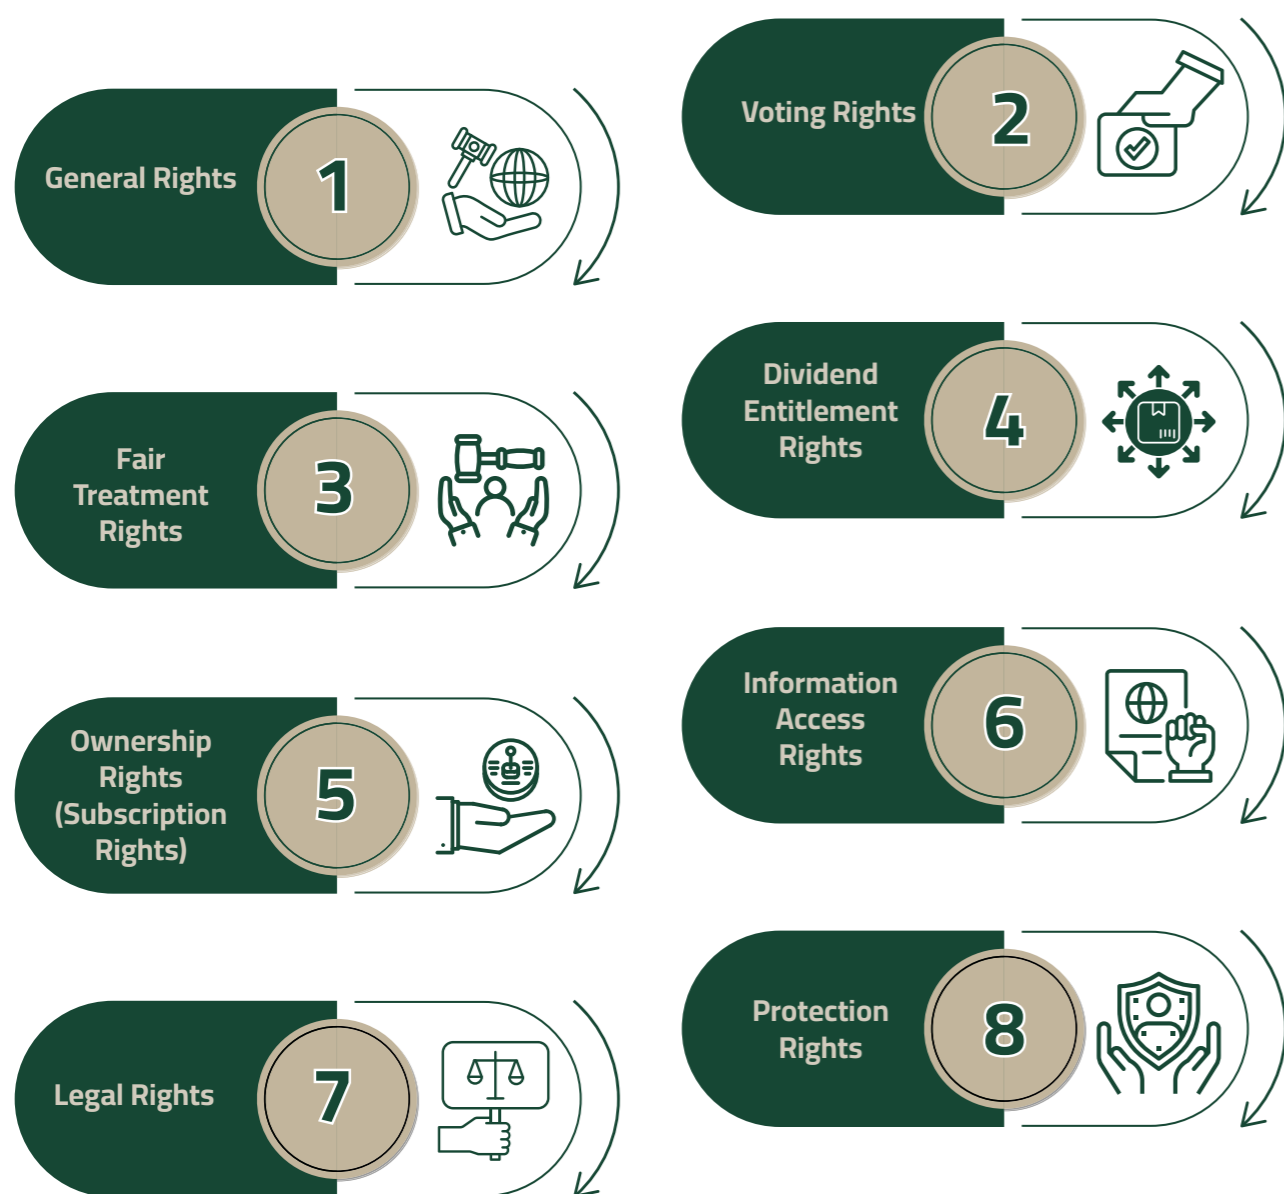 General Rights
1
Voting Rights
2
Fair
Treatment
Rights
3
Dividend
Entitlement
Rights
4
Ownership
Rights
(Subscription
Rights)
5
Information
Access
Rights
6
Legal Rights
7
Protection
Rights
8